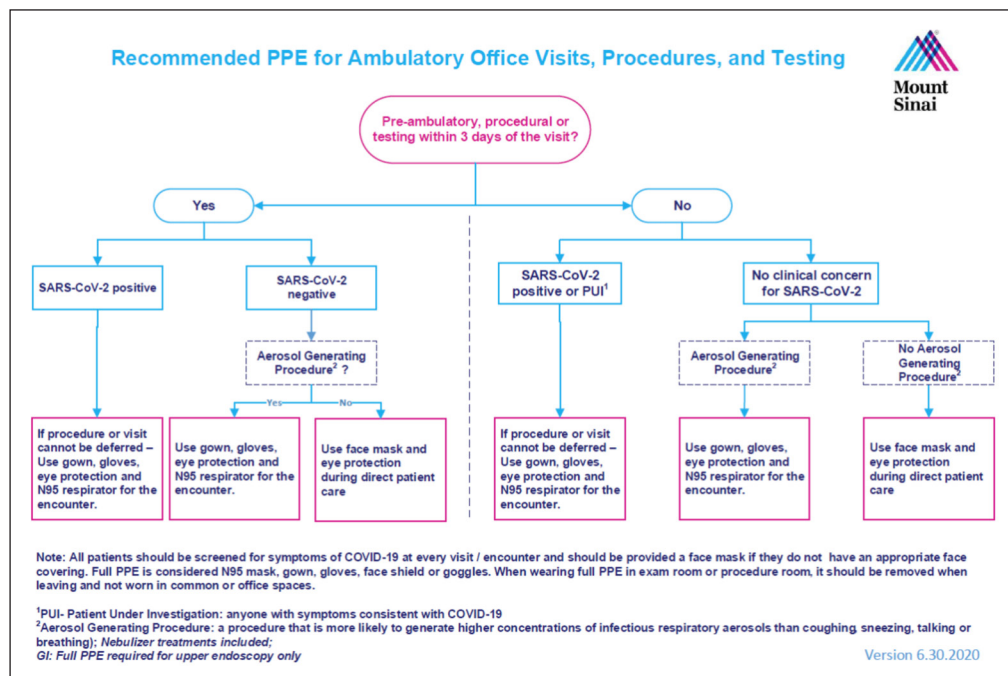 Recommended PPE for Ambulatory Office Visits, Procedures, and Testing
Mount
Sinai
Pre-ambulatory, procedural or
testing within 3 days of the visit?
Yes
No
SARS-CoV-2 positive
SARS-CoV-2
negative
SARS-CoV-2
positive or PUI¹
No clinical concern
for SARS-CoV-2
Aerosol Generating
Procedure² ?
Aerosol Generating
Procedure²
No Aerosol
Generating
Procedure²
Yes
No
If procedure or visit
cannot be deferred –
Use gown, gloves,
eye protection and
N95 respirator for the
encounter.
Use gown, gloves,
eye protection and
N95 respirator for the
encounter.
Use face mask and
eye protection
during direct patient
care
If procedure or visit
cannot be deferred –
Use gown, gloves,
eye protection and
N95 respirator for the
encounter.
Use gown, gloves,
eye protection and
N95 respirator for the
encounter.
Use face mask and
eye protection
during direct patient
care
Note: All patients should be screened for symptoms of COVID-19 at every visit / encounter and should be provided a face mask if they do not have an appropriate face
covering. Full PPE is considered N95 mask, gown, gloves, face shield or goggles. When wearing full PPE in exam room or procedure room, it should be removed when
leaving and not worn in common or office spaces.
¹PUI- Patient Under Investigation: anyone with symptoms consistent with COVID-19
²Aerosol Generating Procedure: a procedure that is more likely to generate higher concentrations of infectious respiratory aerosols than coughing, sneezing, talking or
breathing); Nebulizer treatments included;
GI: Full PPE required for upper endoscopy only
Version 6.30.2020